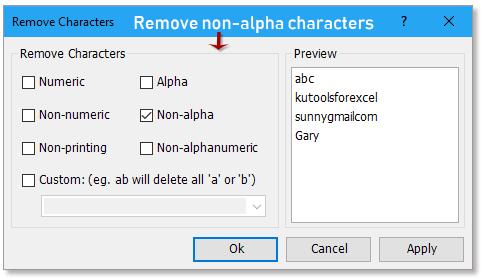 Remove Characters
Remove non-alpha characters
?
Remove Characters
Numeric
Alpha
Non-numeric
Non-alpha
Non-printing
Non-alphanumeric
Custom: (eg. ab will delete all 'a' or 'b')
Preview
abc
kutoolsforexcel
sunnygmailcom
Gary
Ok
Cancel
Apply